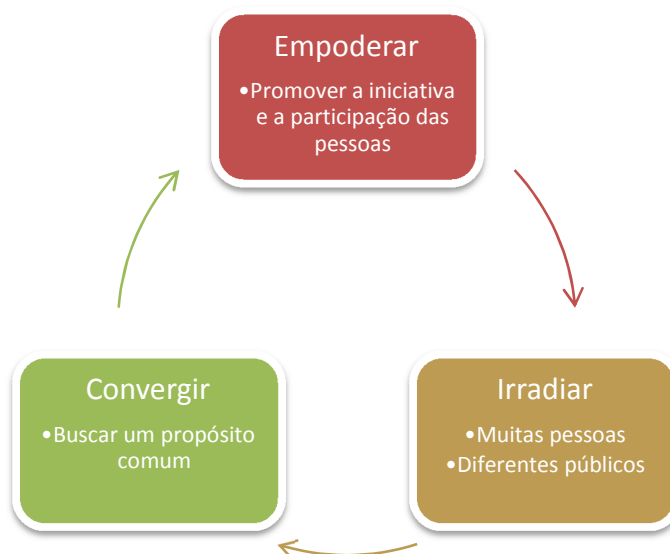 Empoderar
•Promover a iniciativa
e a participação das
pessoas
Convergir
•Buscar um propósito
comum
Irradiar
•Muitas pessoas
•Diferentes públicos